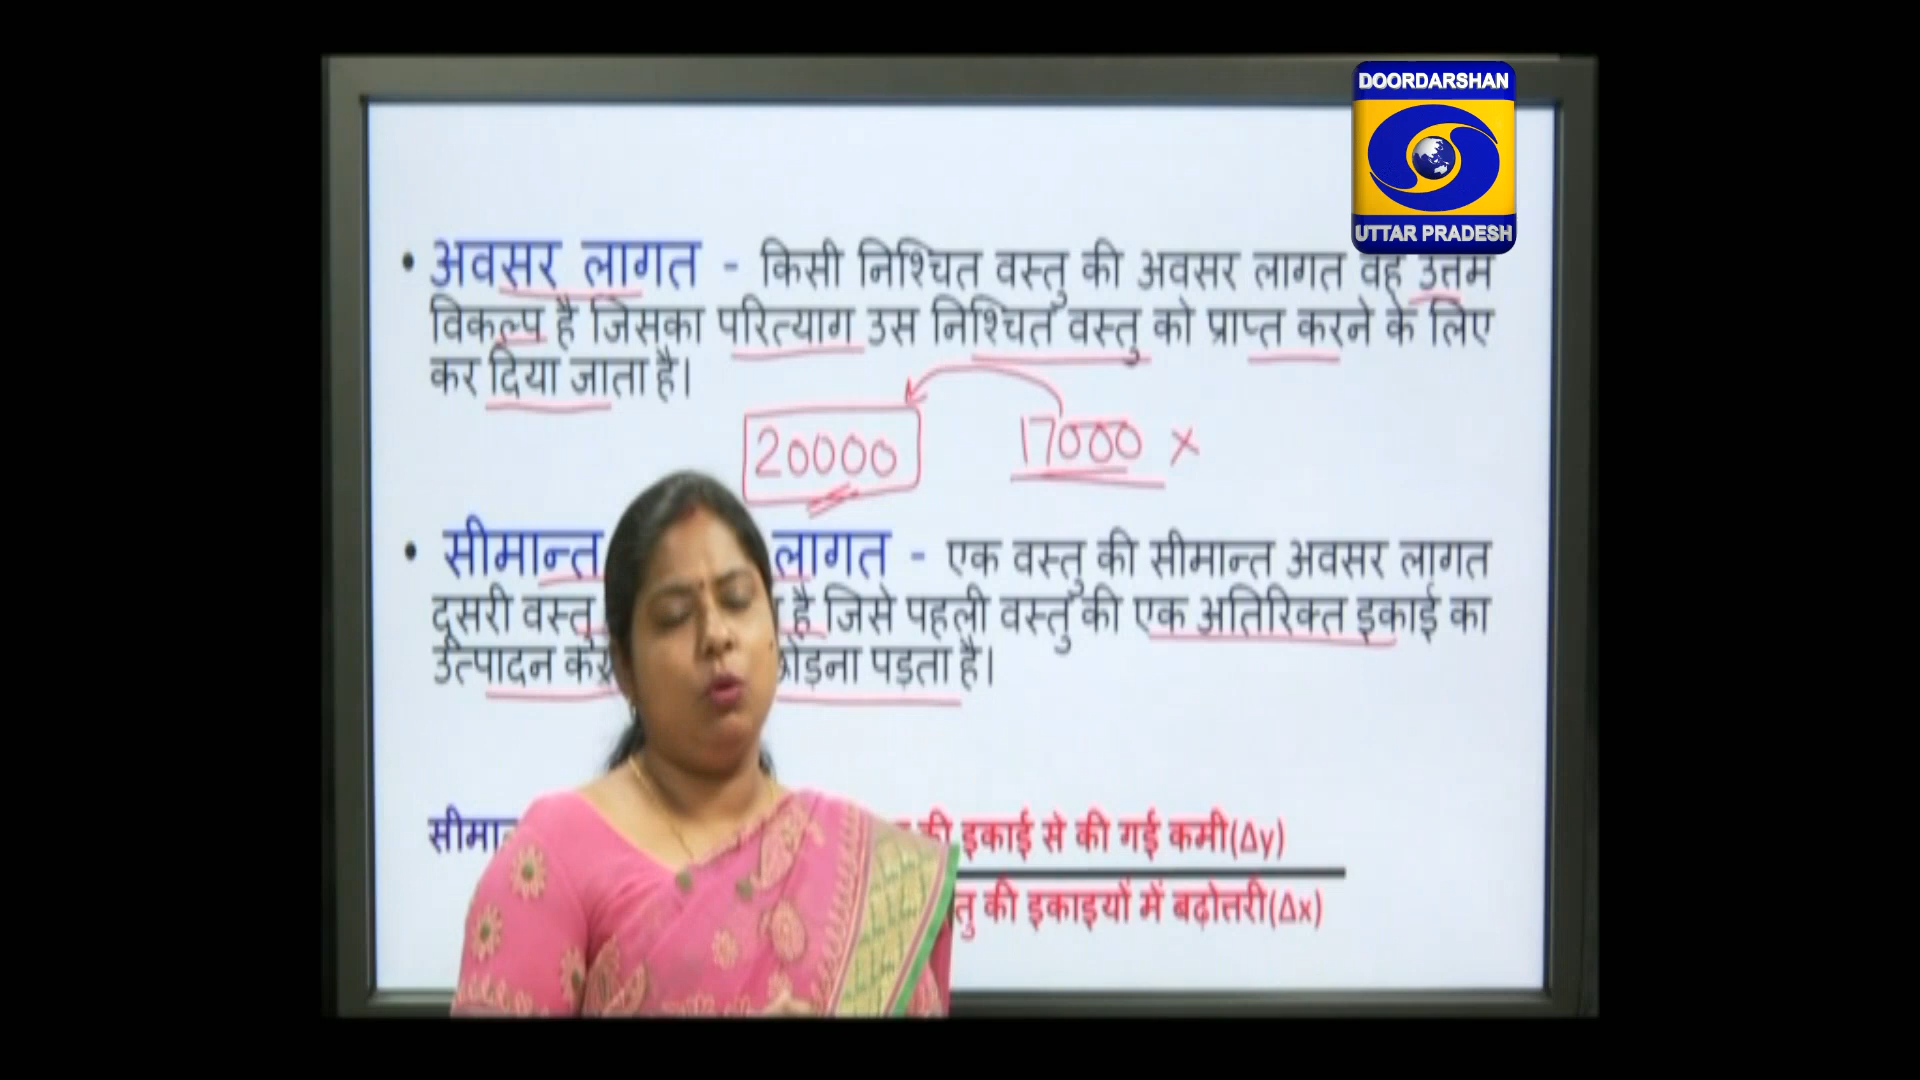 DOORDARSHAN
UTTAR PRADESH
• अवसर लागत - किसी निश्चित वस्तु की अवसर लागत वह उत्तम
विकल्प है जिसका परित्याग उस निश्चित वस्तु को प्राप्त करने के लिए
कर दिया जाता है।
20000 17000 x
• सीमान्त लागत - एक वस्तु की सीमान्त अवसर लागत
दूसरी वस्तु है जिसे पहली वस्तु की एक अतिरिक्त इकाई का
उत्पादन पड़ता है।
की इकाई से की गई कमी(Δy)
की इकाइयों में बढ़ोत्तरी(Δx)